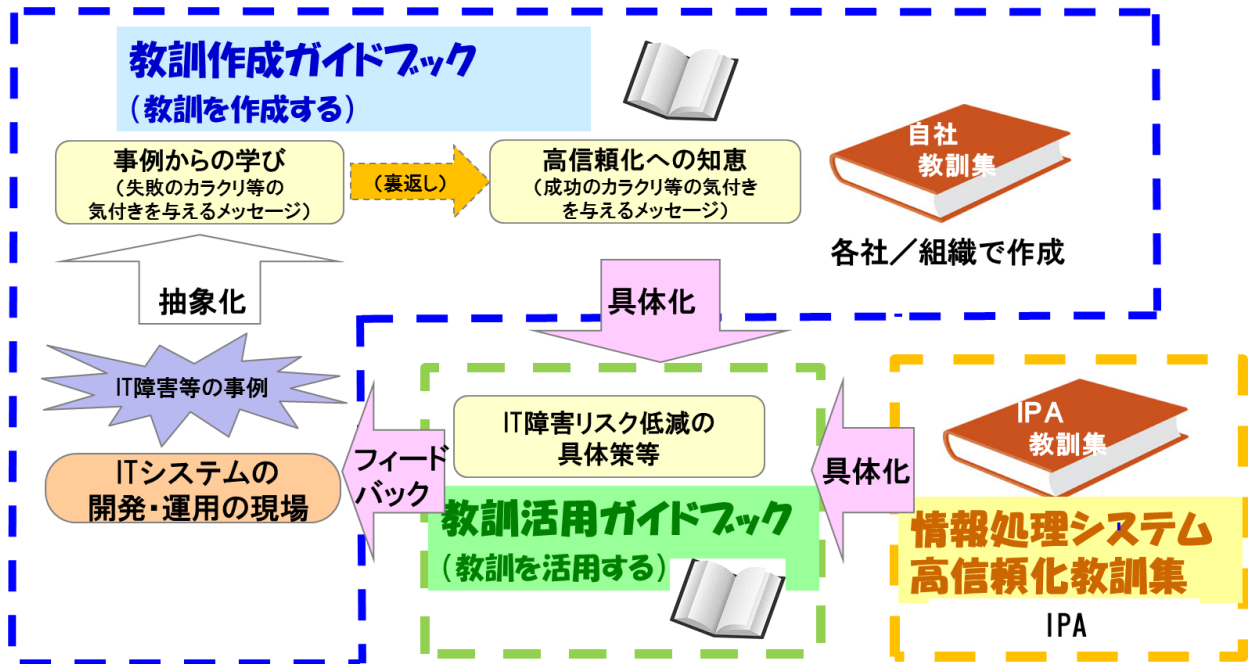 教訓作成ガイドブック
（教訓を作成する）
事例からの学び
（失敗のカラクリ等の
気付きを与えるメッセージ）
（裏返し）
高信頼化への知恵
（成功のカラクリ等の気付き
を与えるメッセージ）
自社
教訓集
各社／組織で作成
抽象化
具体化
IT障害等の事例
ITシステムの
開発・運用の現場
フィード
バック
IT障害リスク低減の
具体策等
教訓活用ガイドブック
（教訓を活用する）
具体化
IPA
教訓集
情報処理システム
高信頼化教訓集
IPA